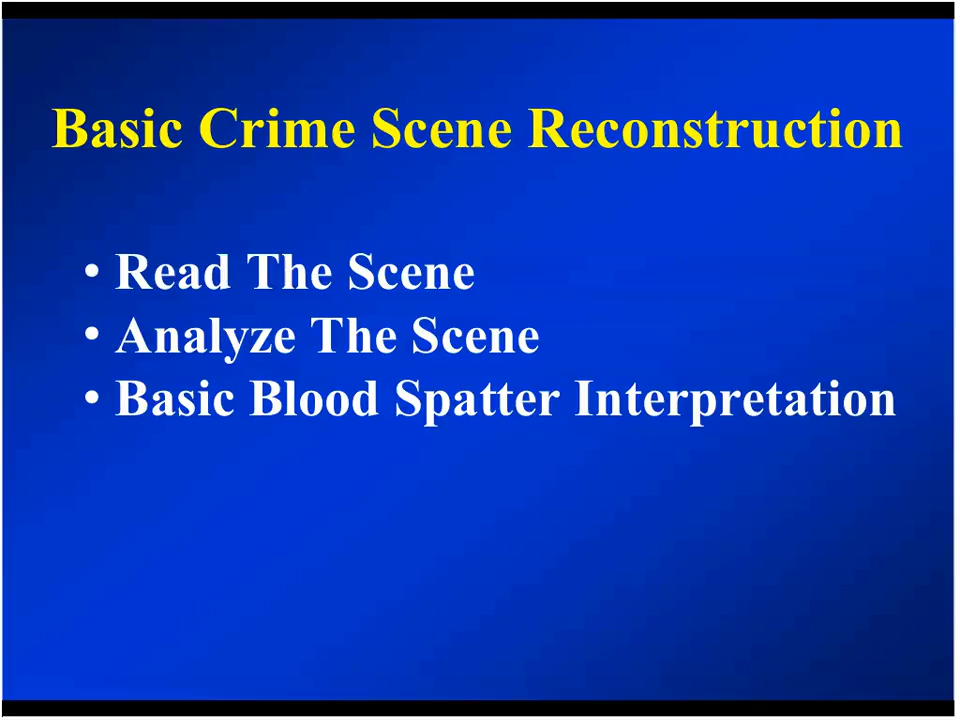 Basic Crime Scene Reconstruction
• Read The Scene
• Analyze The Scene
• Basic Blood Spatter Interpretation